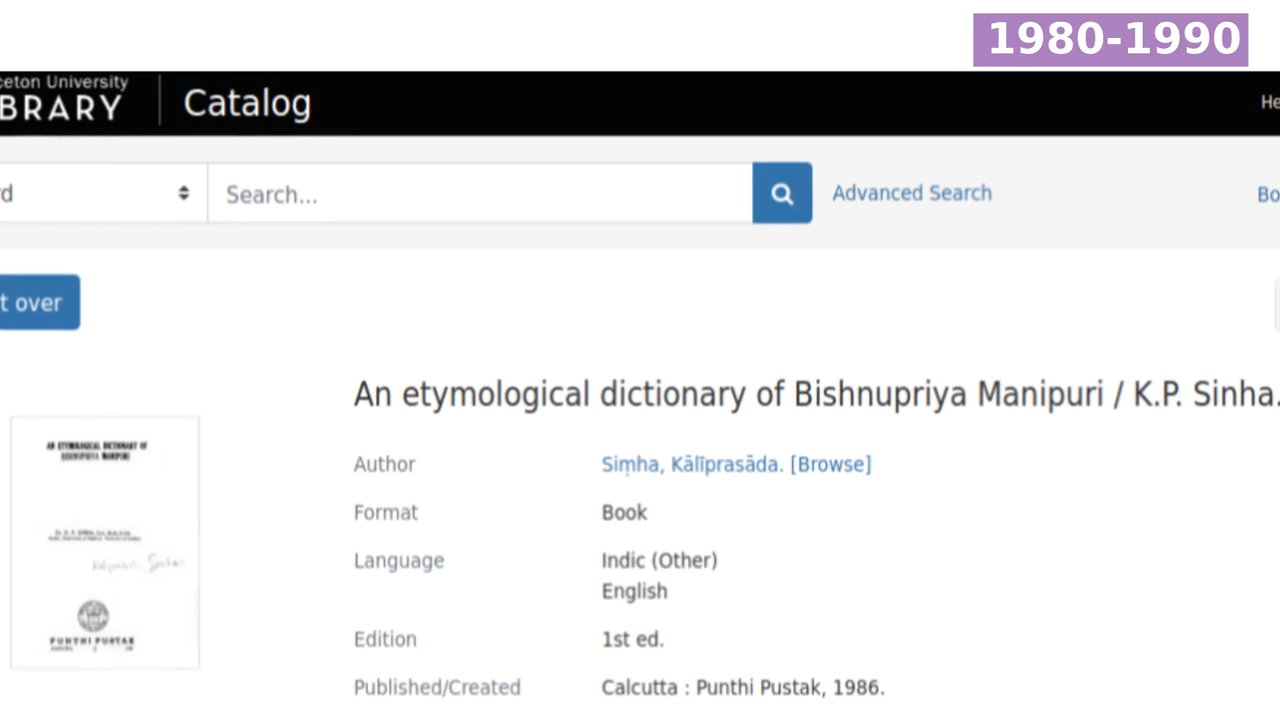 1980-1990
ceton University
BRARY
Catalog
He
d
Search...
Advanced Search
Bo
t over
An etymological dictionary of Bishnupriya Manipuri / K.P. Sinha.
AN ETYMOLOGICAL DICTIONARY OF
BISHNUPRIYA MANIPURI
Author
Siṃha, Kālīprasāda. [Browse]
Format
Book
Language
Indic (Other)
English
Edition
1st ed.
PUNTHI PUSTAK
Published/Created
Calcutta : Punthi Pustak, 1986.